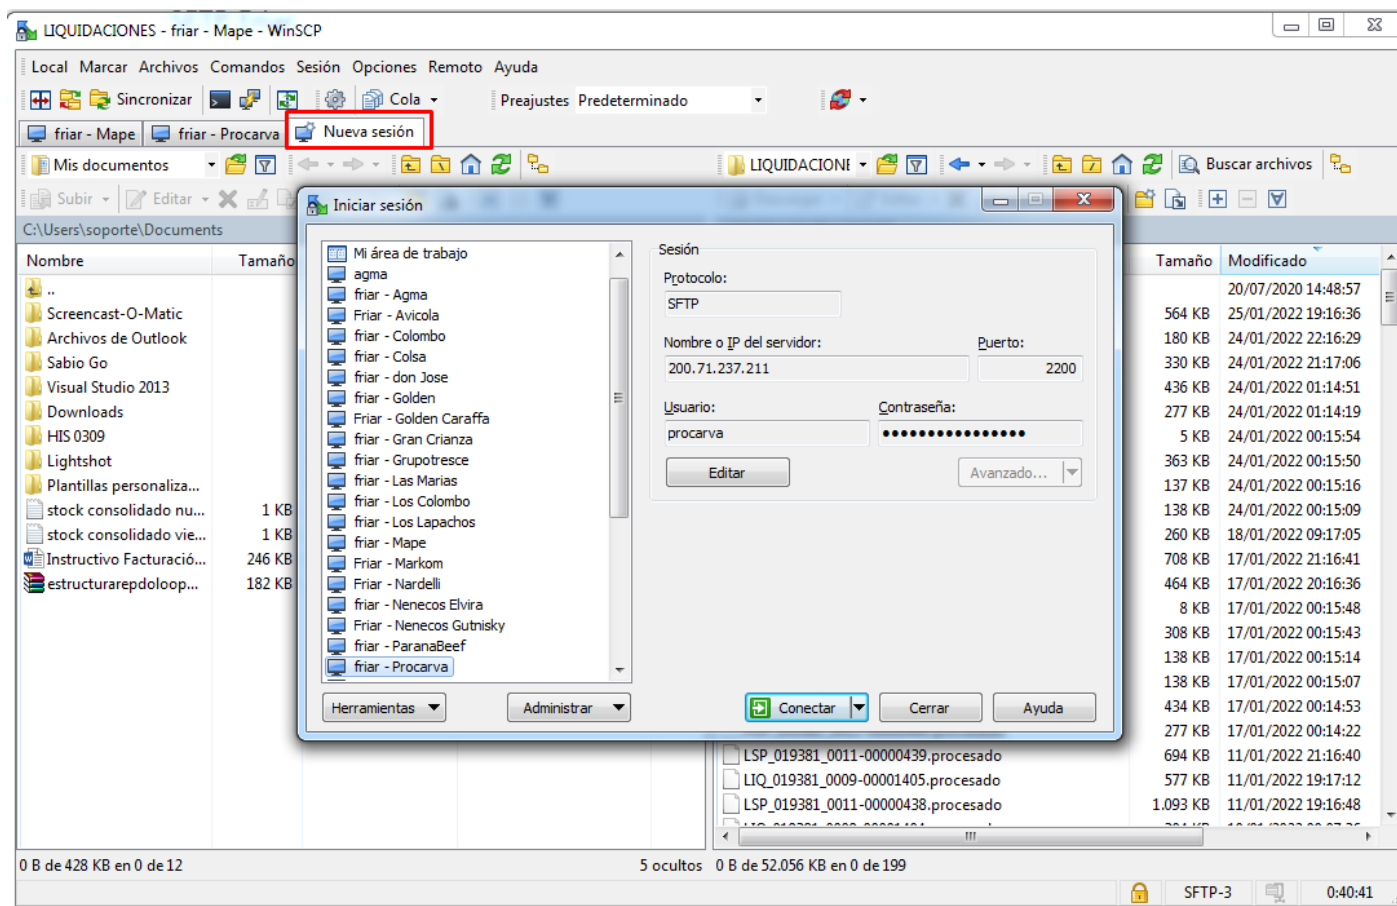 LIQUIDACIONES - friar - Mape - WinSCP
Local Marcar Archivos Comandos Sesión Opciones Remoto Ayuda
Sincronizar Cola Preajustes Predeterminado
friar - Mape friar - Procarva Nueva sesión
Mis documentos LIQUIDACIONE Buscar archivos
Subir Editar
Iniciar sesión
C:\Users\soporte\Documents
Nombre Tamaño
..
Screencast-O-Matic
Archivos de Outlook
Sabio Go
Visual Studio 2013
Downloads
HIS 0309
Lightshot
Plantillas personaliza...
stock consolidado nu... 1 KB
stock consolidado vie... 1 KB
Instructivo Facturació... 246 KB
estructurarepdoloop... 182 KB
Mi área de trabajo
agma
friar - Agma
Friar - Avicola
friar - Colombo
friar - Colsa
friar - don Jose
friar - Golden
Friar - Golden Caraffa
friar - Gran Crianza
friar - Grupotresce
friar - Las Marias
friar - Los Colombo
friar - Los Lapachos
friar - Mape
Friar - Markom
Friar - Nardelli
friar - Nenecos Elvira
Friar - Nenecos Gutnisky
friar - ParanaBeef
friar - Procarva
Sesión
Protocolo:
SFTP
Nombre o IP del servidor: Puerto:
200.71.237.211 2200
Usuario: Contraseña:
procarva ●●●●●●●●●●●●●●●●
Editar Avanzado...
Herramientas Administrar Conectar Cerrar Ayuda
Tamaño Modificado
20/07/2020 14:48:57
564 KB 25/01/2022 19:16:36
180 KB 24/01/2022 22:16:29
330 KB 24/01/2022 21:17:06
436 KB 24/01/2022 01:14:51
277 KB 24/01/2022 01:14:19
5 KB 24/01/2022 00:15:54
363 KB 24/01/2022 00:15:50
137 KB 24/01/2022 00:15:16
138 KB 24/01/2022 00:15:09
260 KB 18/01/2022 09:17:05
708 KB 17/01/2022 21:16:41
464 KB 17/01/2022 20:16:36
8 KB 17/01/2022 00:15:48
308 KB 17/01/2022 00:15:43
138 KB 17/01/2022 00:15:14
138 KB 17/01/2022 00:15:07
434 KB 17/01/2022 00:14:53
277 KB 17/01/2022 00:14:22
LSP_019381_0011-00000439.procesado 694 KB 11/01/2022 21:16:40
LIQ_019381_0009-00001405.procesado 577 KB 11/01/2022 19:17:12
LSP_019381_0011-00000438.procesado 1.093 KB 11/01/2022 19:16:48
0 B de 428 KB en 0 de 12 5 ocultos 0 B de 52.056 KB en 0 de 199
SFTP-3 0:40:41